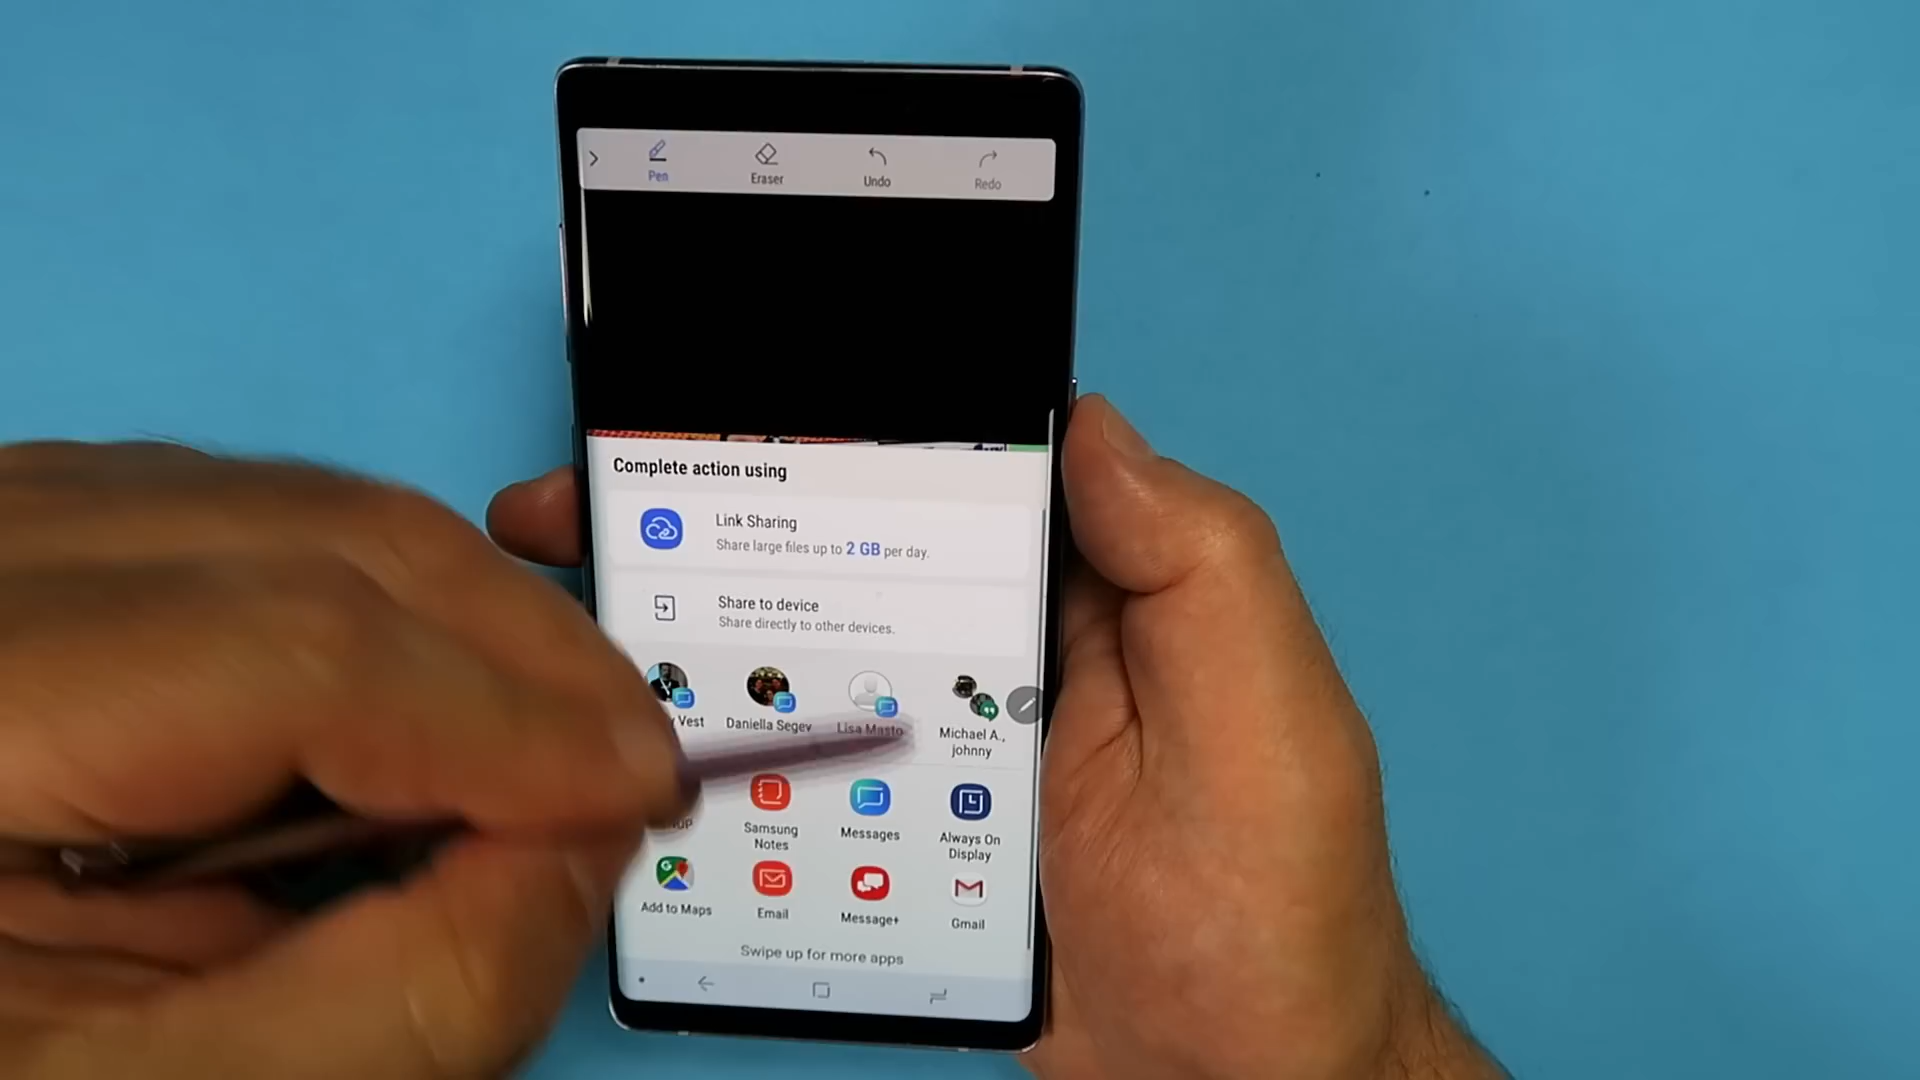 Pen Eraser Undo Redo
Complete action using
Link Sharing
Share large files up to 2 GB per day.
Share to device
Share directly to other devices.
Vest Daniella Segev Lisa Masto Michael A.,
johnny
Samsung Messages Always On
Notes Display
Add to Maps Email Message+ Gmail
Swipe up for more apps